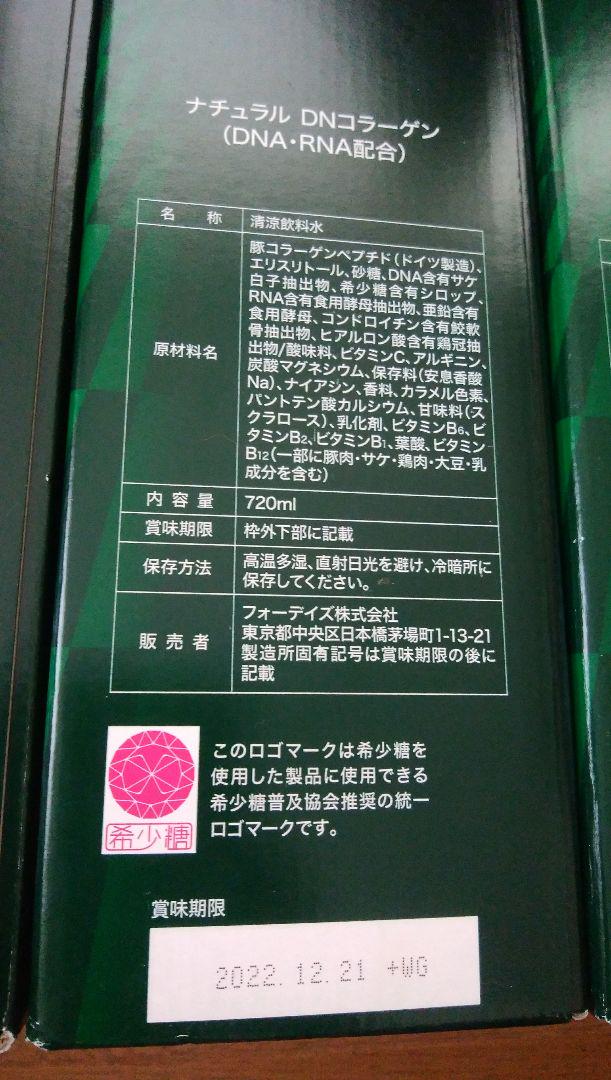 ナチュラル DNコラーゲン
(DNA・RNA配合)
名 称
清涼飲料水
原材料名
豚コラーゲンペプチド(ドイツ製造)、
エリスリトール、砂糖、DNA含有サケ
白子抽出物、希少糖含有シロップ、
RNA含有食用酵母抽出物、亜鉛含有
食用酵母、コンドロイチン含有鮫軟
骨抽出物、ヒアルロン酸含有鶏冠抽
出物/酸味料、ビタミンC、アルギニン、
炭酸マグネシウム、保存料(安息香酸
Na)、ナイアシン、香料、カラメル色素、
パントテン酸カルシウム、甘味料(ス
クラロース)、乳化剤、ビタミンB6、ビ
タミンB2、ビタミンB1、葉酸、ビタミン
B12(一部に豚肉・サケ・鶏肉・大豆・乳
成分を含む)
内 容 量
720ml
賞味期限
枠外下部に記載
保存方法
高温多湿、直射日光を避け、冷暗所に
保存してください。
販 売 者
フォーデイズ株式会社
東京都中央区日本橋茅場町1-13-21
製造所固有記号は賞味期限の後に
記載
希少糖
このロゴマークは希少糖を
使用した製品に使用できる
希少糖普及協会推奨の統一
ロゴマークです。
賞味期限
2022.12.21 +WG